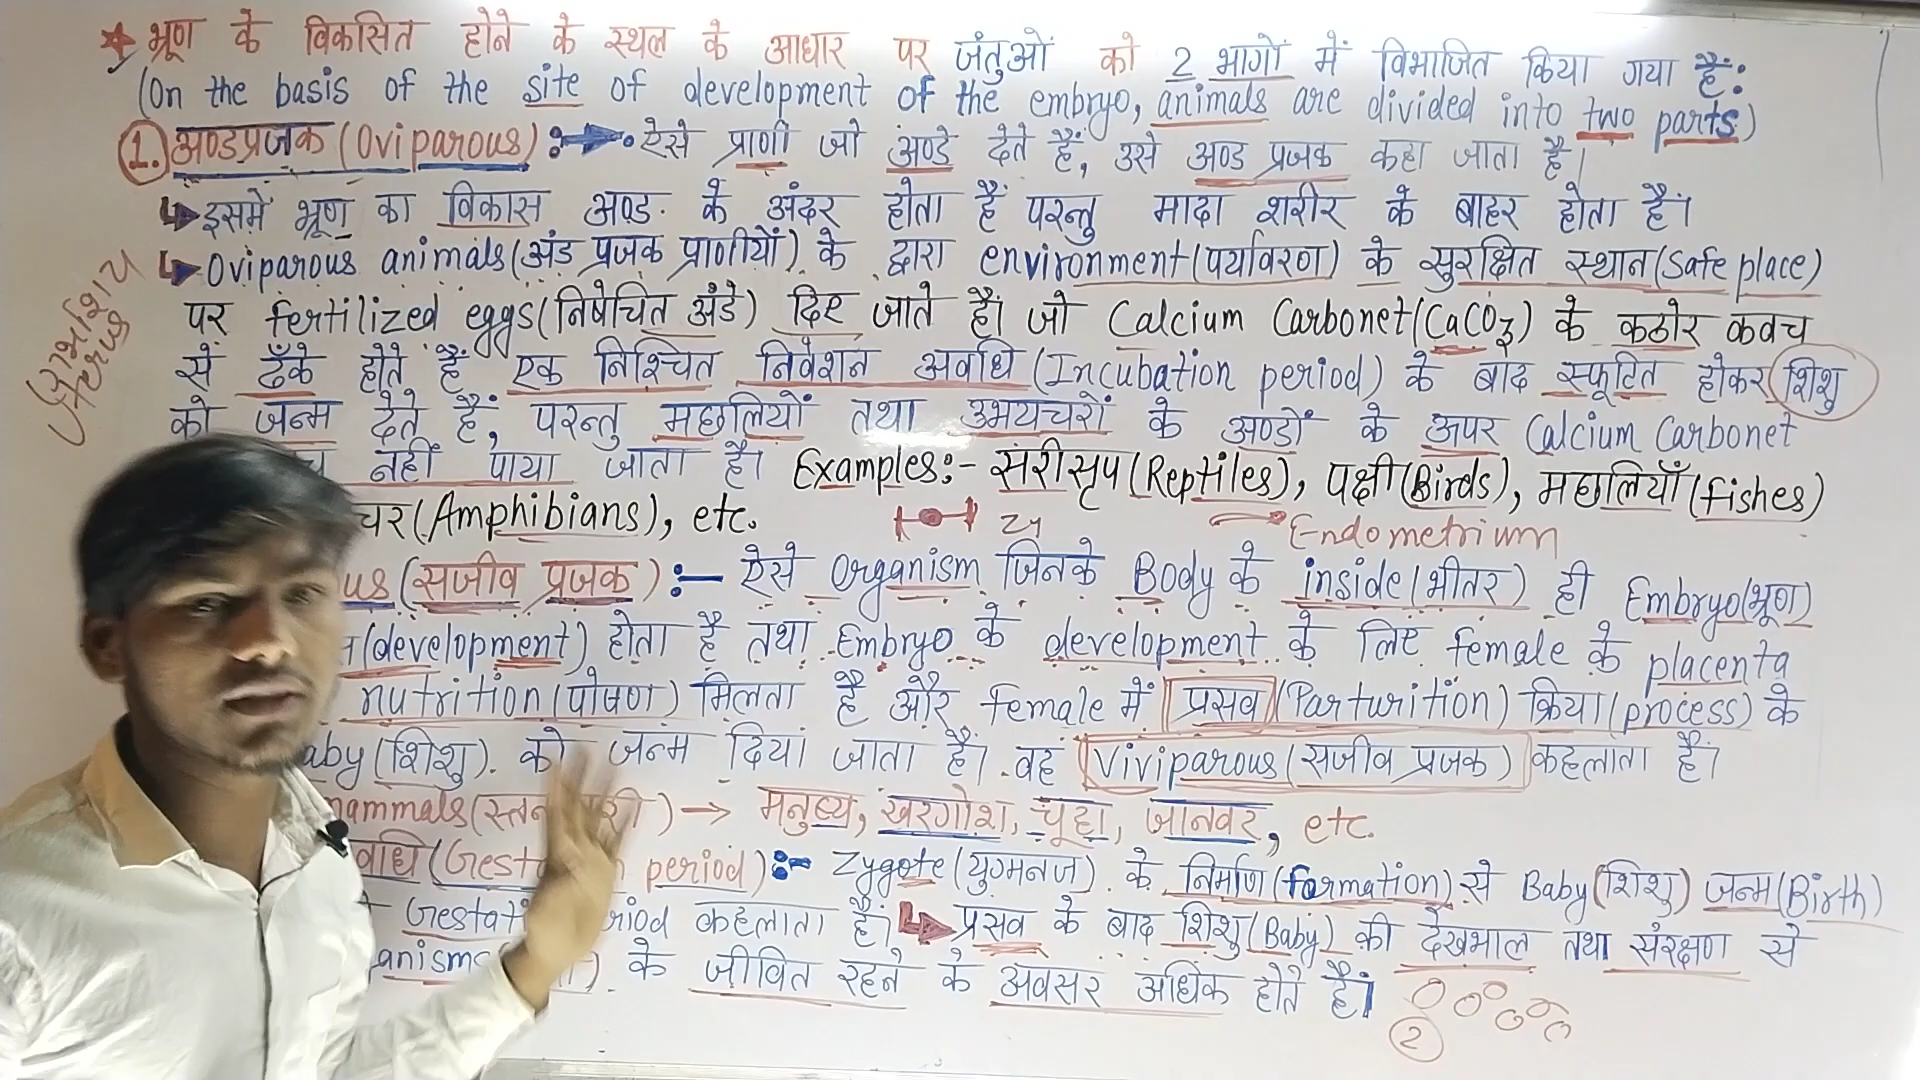 ★ भ्रूण के विकसित होने के स्थल के आधार पर जंतुओं को 2 भागों में विभाजित किया गया है:
(On the basis of the site of development of the embryo, animals are divided into two parts)
1. अण्डप्रजक (Oviparous) :→ ऐसे प्राणी जो अण्डे देते हैं, उसे अण्ड प्रजक कहा जाता है।
↳ इसमें भ्रूण का विकास अण्ड के अंदर होता है परन्तु मादा शरीर के बाहर होता है।
↳ Oviparous animals (अंड प्रजक प्राणीयों) के द्वारा environment (पर्यावरण) के सुरक्षित स्थान (Safe place)
पर fertilized eggs (निषेचित अंडे) दिए जाते हैं। जो Calcium Carbonet (CaCO3) के कठोर कवच
से ढँके होते हैं एक निश्चित निवेशन अवधि (Incubation period) के बाद स्फूटित होकर शिशु
को जन्म देते हैं, परन्तु मछलियों तथा उभयचरों के अण्डों के ऊपर Calcium Carbonet
नहीं पाया जाता है। Examples:- सरीसृप (Reptiles), पक्षी (Birds), मछलियाँ (fishes)
चर (Amphibians), etc.
Zy → Endometrium
us (सजीव प्रजक) :- ऐसे Organism जिनके Body के inside (भीतर) ही Embryo (भ्रूण)
(development) होता है तथा Embryo के development के लिए female के placenta
nutrition (पोषण) मिलता है और female में प्रसव (Parturition) क्रिया (process) के
aby (शिशु) को जन्म दिया जाता है। वह Viviparous (सजीव प्रजक) कहलाता है।
mammals (स्तन री) → मनुष्य, खरगोश, चूहा, जानवर, etc.
वधि (Gesta n period) :- Zygote (युग्मनज) के निर्माण (formation) से Baby (शिशु) जन्म (Birth)
Gestati riod कहलाता है। ↳ प्रसव के बाद शिशु (Baby) की देखभाल तथा संरक्षण से
anisms के जीवित रहने के अवसर अधिक होते हैं।
2